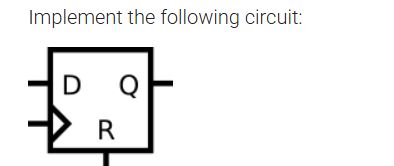 Implement the following circuit:
D Q
R